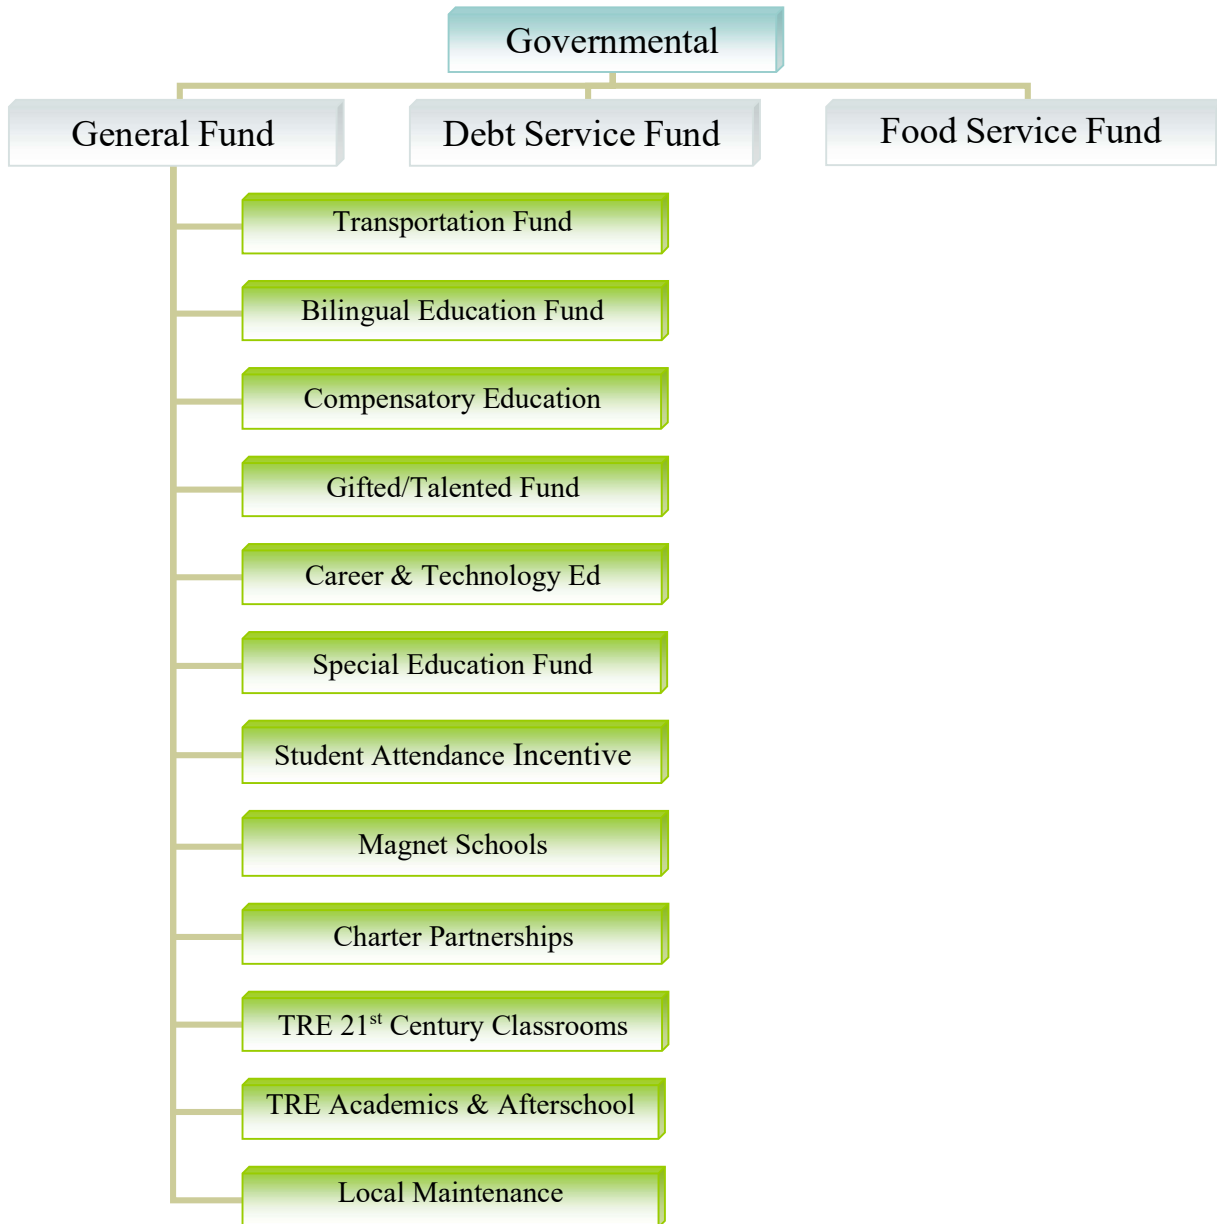 Governmental
General Fund
Debt Service Fund
Food Service Fund
Transportation Fund
Bilingual Education Fund
Compensatory Education
Gifted/Talented Fund
Career & Technology Ed
Special Education Fund
Student Attendance Incentive
Magnet Schools
Charter Partnerships
TRE 21st Century Classrooms
TRE Academics & Afterschool
Local Maintenance